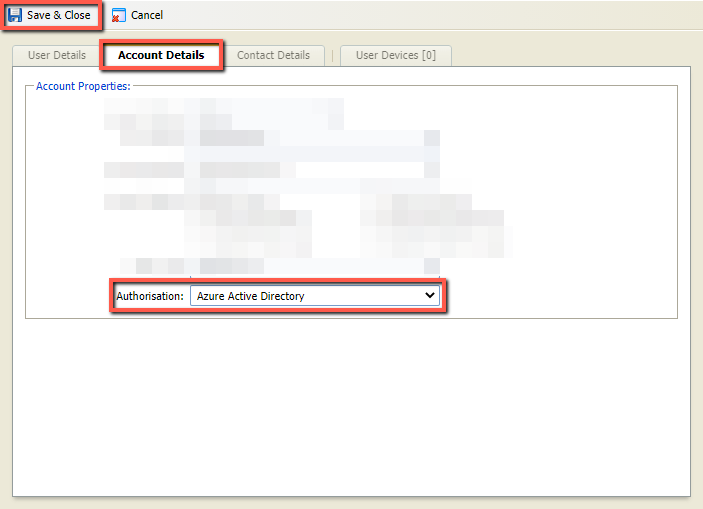 Save & Close Cancel
User Details Account Details Contact Details User Devices [0]
Account Properties:
Authorisation: Azure Active Directory